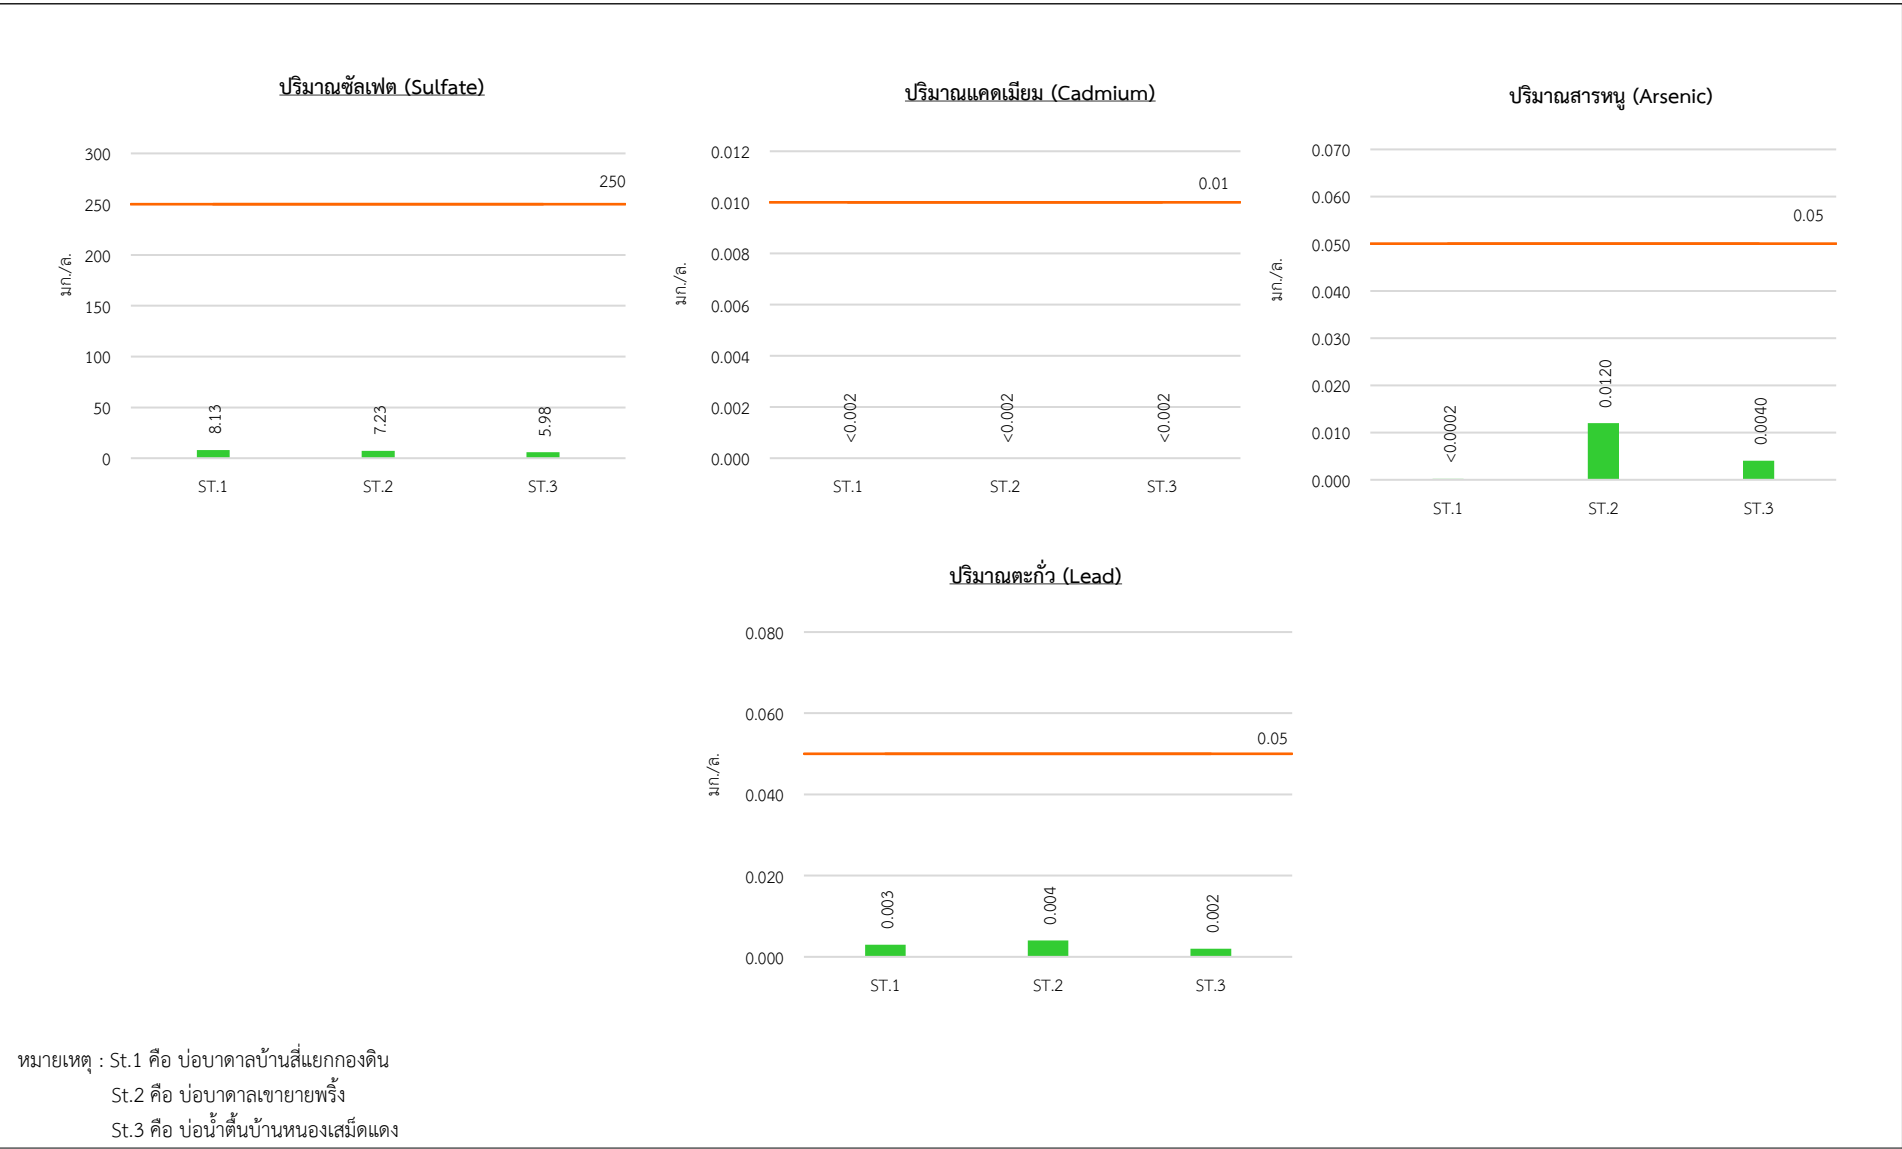 ปริมาณซัลเฟต (Sulfate)
300
250
200
150
100
50
0
มก./ล.
250
8.13
7.23
5.98
ST.1 ST.2 ST.3
ปริมาณแคดเมียม (Cadmium)
0.012
0.010
0.008
0.006
0.004
0.002
0.000
มก./ล.
0.01
<0.002
<0.002
<0.002
ST.1 ST.2 ST.3
ปริมาณสารหนู (Arsenic)
0.070
0.060
0.050
0.040
0.030
0.020
0.010
0.000
มก./ล.
0.05
<0.0002
0.0120
0.0040
ST.1 ST.2 ST.3
ปริมาณตะกั่ว (Lead)
0.080
0.060
0.040
0.020
0.000
มก./ล.
0.05
0.003
0.004
0.002
ST.1 ST.2 ST.3
หมายเหตุ : St.1 คือ บ่อบาดาลบ้านสี่แยกกองดิน
St.2 คือ บ่อบาดาลเขายายพริ้ง
St.3 คือ บ่อน้ำตื้นบ้านหนองเสม็ดแดง